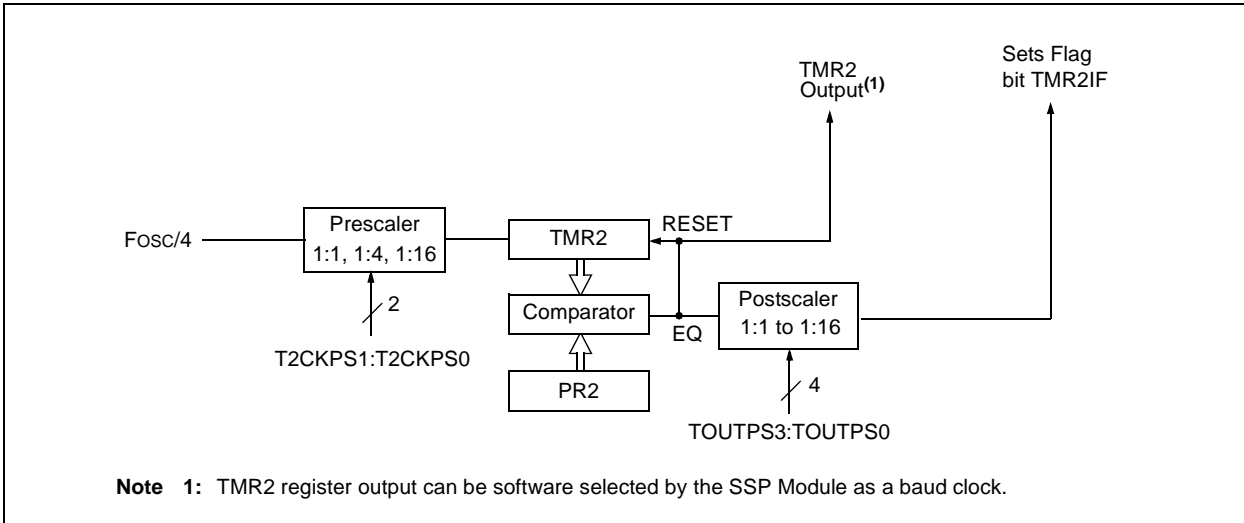 Sets Flag
bit TMR2IF
TMR2
Output(1)
FOSC/4
Prescaler
1:1, 1:4, 1:16
2
T2CKPS1:T2CKPS0
TMR2
RESET
Comparator
EQ
PR2
Postscaler
1:1 to 1:16
4
TOUTPS3:TOUTPS0
Note 1: TMR2 register output can be software selected by the SSP Module as a baud clock.